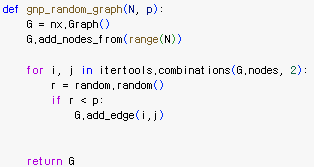 def gnp_random_graph(N, p):
    G = nx.Graph()
    G.add_nodes_from(range(N))
    for i, j in itertools.combinations(G.nodes, 2):
        r = random.random()
        if r < p:
            G.add_edge(i,j)
    return G